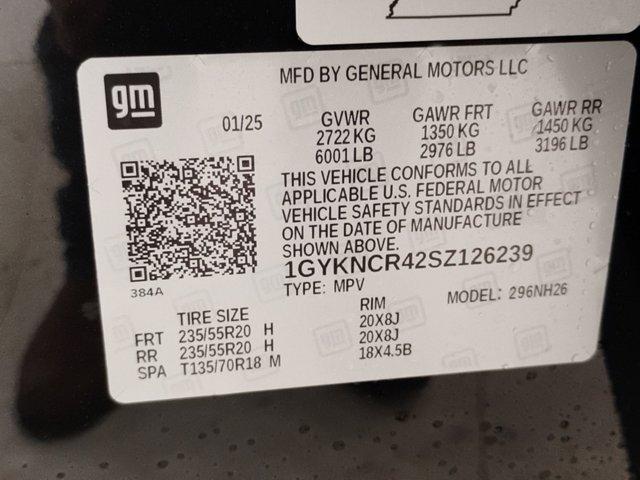 gm
MFD BY GENERAL MOTORS LLC
01/25
GVWR GAWR FRT GAWR RR
2722 KG 1350 KG 1450 KG
6001 LB 2976 LB 3196 LB
THIS VEHICLE CONFORMS TO ALL
APPLICABLE U.S. FEDERAL MOTOR
VEHICLE SAFETY STANDARDS IN EFFECT
ON THE DATE OF MANUFACTURE
SHOWN ABOVE.
1GYKNCR42SZ126239
384A
TYPE: MPV MODEL: 296NH26
TIRE SIZE RIM
FRT 235/55R20 H 20X8J
RR 235/55R20 H 20X8J
SPA T135/70R18 M 18X4.5B